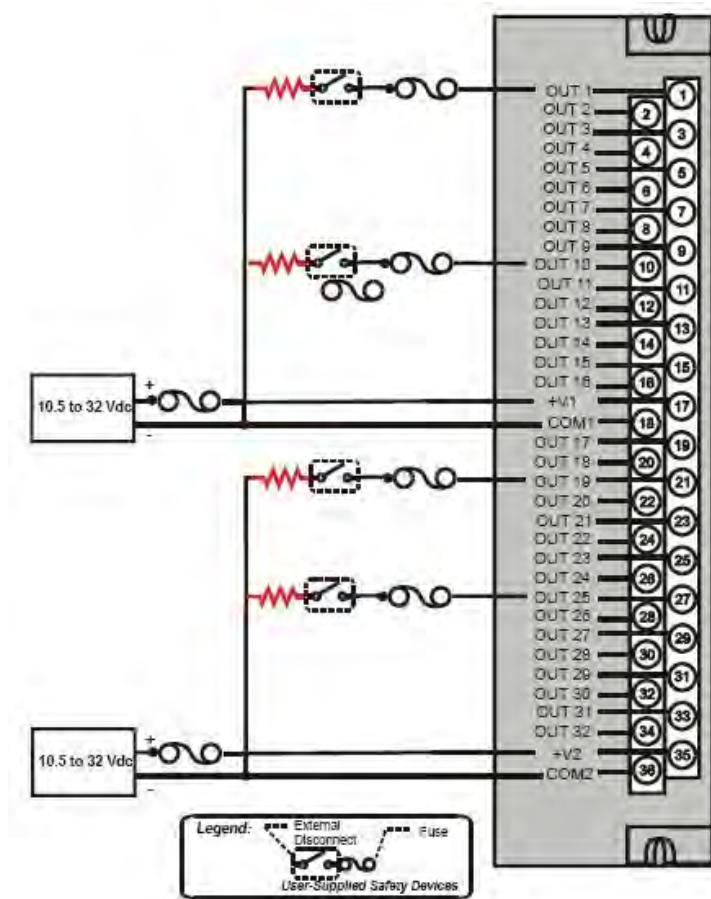 OUT 1 1
OUT 2 2
OUT 3 3
OUT 4 4
OUT 5 5
OUT 6 6
OUT 7 7
OUT 8 8
OUT 9 9
OUT 10 10
OUT 11 11
OUT 12 12
OUT 13 13
OUT 14 14
OUT 15 15
OUT 16 16
+
10.5 to 32 Vdc
-
+V1 17
COM1 18
OUT 17 19
OUT 18 20
OUT 19 21
OUT 20 22
OUT 21 23
OUT 22 24
OUT 23 25
OUT 24 26
OUT 25 27
OUT 26 28
OUT 27 29
OUT 28 30
OUT 29 31
OUT 30 32
OUT 31 33
OUT 32 34
+
10.5 to 32 Vdc
-
+V2 35
COM2 36
Legend: External Disconnect
Fuse
User-Supplied Safety Devices